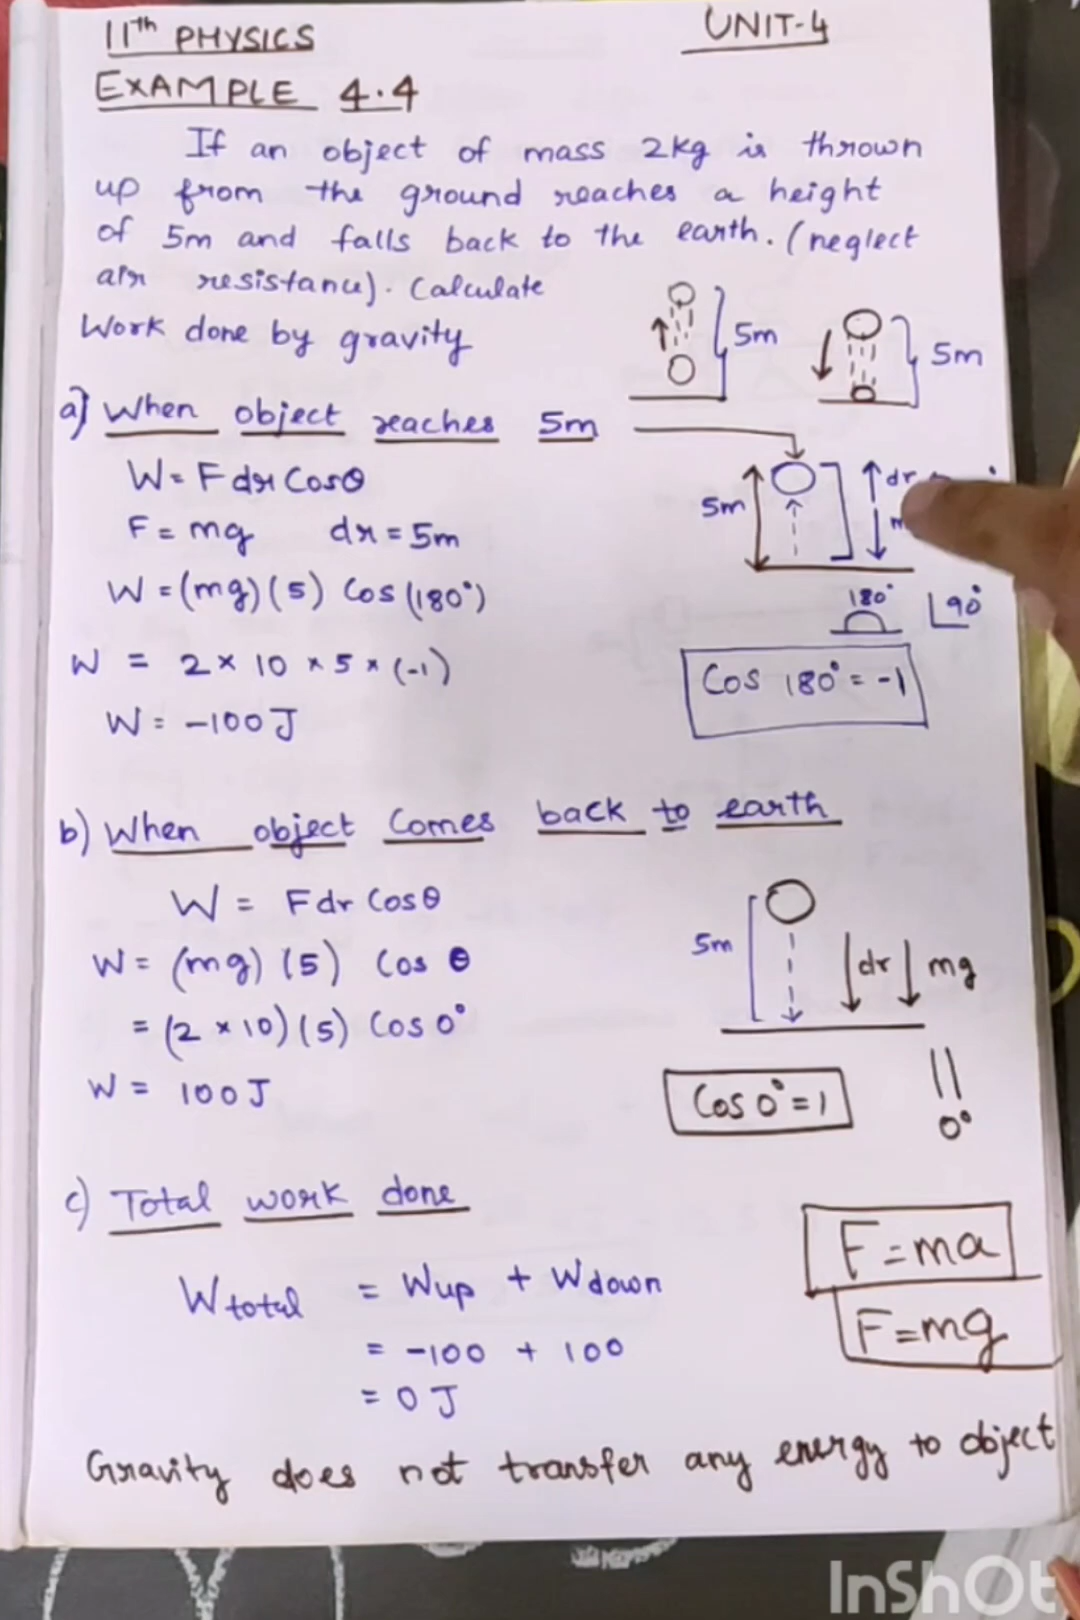 11th PHYSICS
UNIT-4
EXAMPLE 4.4
If an object of mass 2kg is thrown
up from the ground reaches a height
of 5m and falls back to the earth. (neglect
air resistance). Calculate
Work done by gravity
5m
5m
a) When object reaches 5m
W = F dr Cosθ
F = mg dr = 5m
W = (mg) (5) Cos (180°)
W = 2 × 10 × 5 × (-1)
W = -100 J
5m
dr
180° 90°
Cos 180° = -1
b) When object Comes back to earth
W = Fdr Cosθ
W = (mg) (5) Cos θ
= (2 × 10) (5) Cos 0°
W = 100 J
5m dr mg
Cos 0° = 1
0°
c) Total work done
Wtotal = Wup + Wdown
= -100 + 100
= 0 J
F = ma
F = mg
Gravity does not transfer any energy to object
InShOt